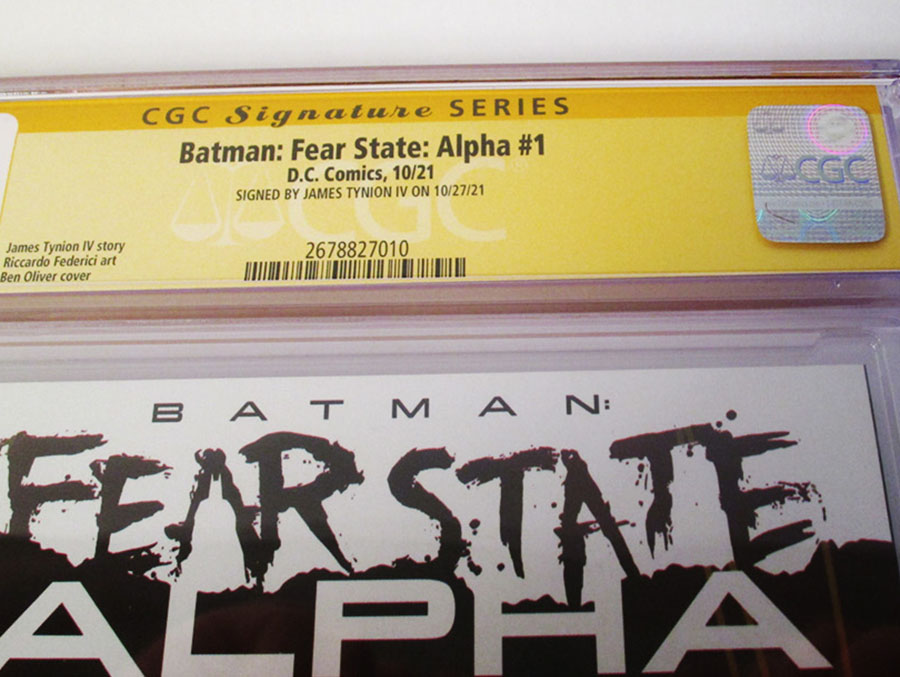 CGC Signature SERIES
Batman: Fear State: Alpha #1
D.C. Comics, 10/21
SIGNED BY JAMES TYNION IV ON 10/27/21
CGC
CGC
2678827010
James Tynion IV story
Riccardo Federici art
Ben Oliver cover
BATMAN:
FEAR STATE
ALPHA